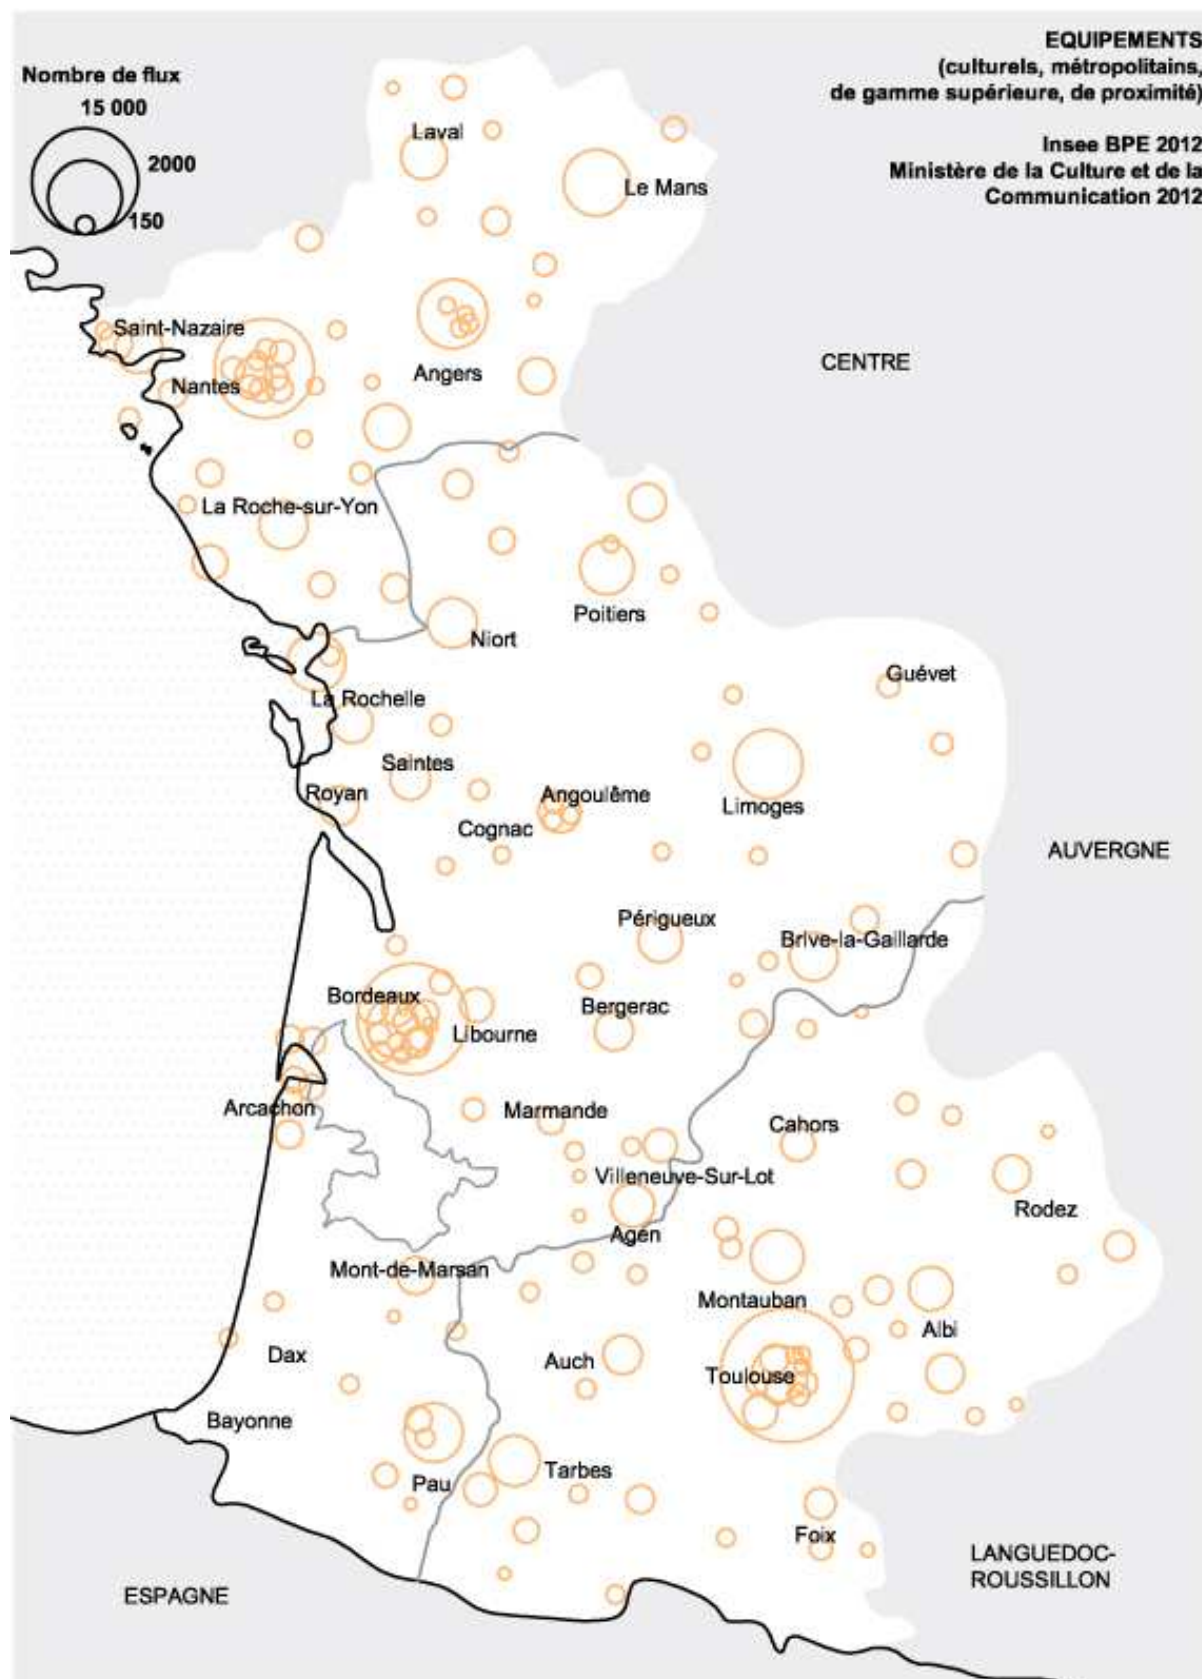 EQUIPEMENTS
(culturels, métropolitains,
de gamme supérieure, de proximité)
Insee BPE 2012
Ministère de la Culture et de la
Communication 2012
Nombre de flux
15 000
2000
150
Laval
Le Mans
Saint-Nazaire
CENTRE
Angers
Nantes
La Roche-sur-Yon
Poitiers
Niort
Guévet
La Rochelle
Saintes
Royan
Angoulême
Limoges
Cognac
AUVERGNE
Périgueux
Brive-la-Gaillarde
Bordeaux
Bergerac
Libourne
Arcachon
Marmande
Cahors
Villeneuve-Sur-Lot
Rodez
Agen
Mont-de-Marsan
Montauban
Albi
Dax
Auch
Toulouse
Bayonne
Pau
Tarbes
Foix
LANGUEDOC-
ROUSSILLON
ESPAGNE